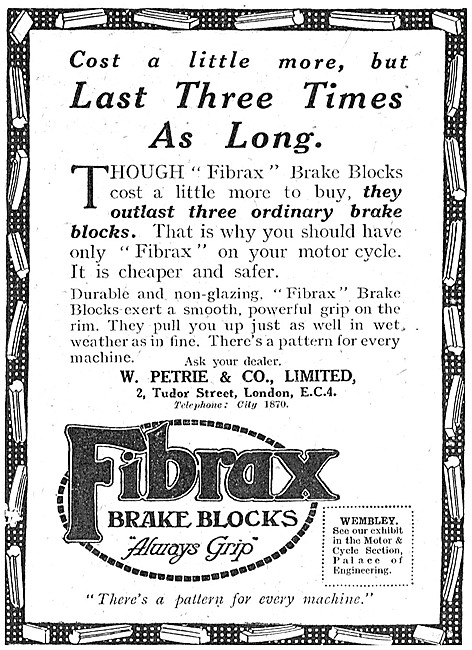 Cost a little more, but
Last Three Times
As Long.
THOUGH "Fibrax" Brake Blocks
cost a little more to buy, they
outlast three ordinary brake
blocks. That is why you should have
only "Fibrax" on your motor cycle.
It is cheaper and safer.
Durable and non-glazing, "Fibrax" Brake
Blocks exert a smooth, powerful grip on the
rim. They pull you up just as well in wet
weather as in fine. There's a pattern for every
machine. Ask your dealer.
W. PETRIE & CO., LIMITED,
2, Tudor Street, London, E.C.4.
Telephone: City 1870.
Fibrax
BRAKE BLOCKS
"Always Grip"
WEMBLEY.
See our exhibit
in the Motor &
Cycle Section,
Palace of
Engineering.
"There's a pattern for every machine."